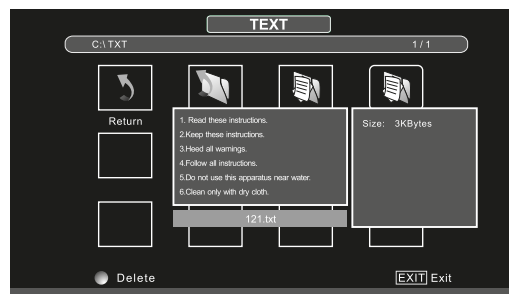 TEXT
C:\ TXT 1 / 1
Return
1. Read these instructions.
2.Keep these instructions.
3.Heed all warnings.
4.Follow all instructions.
5.Do not use this apparatus near water.
6.Clean only with dry cloth.
Size: 3KBytes
121.txt
Delete
EXIT Exit